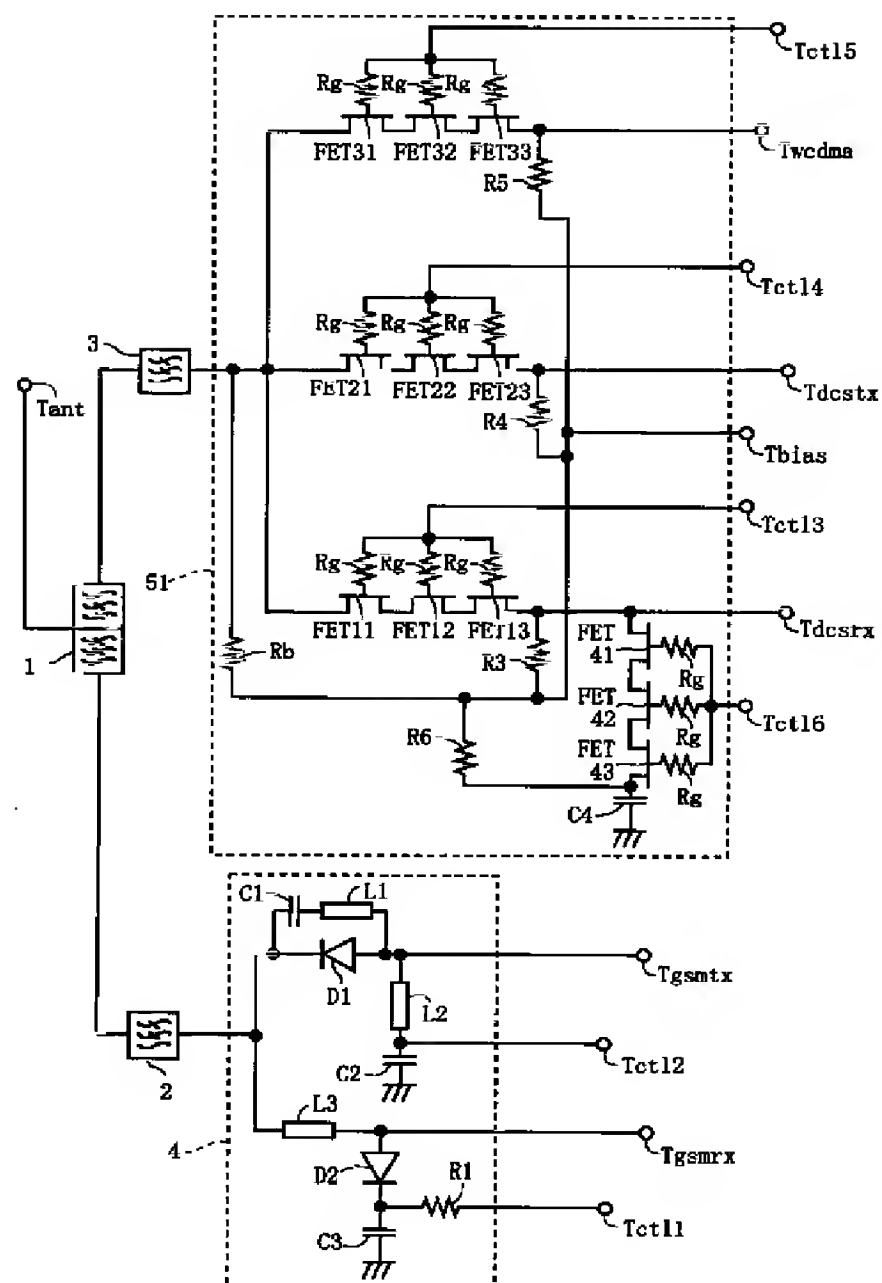 Tctl5
Rg Rg Rg
FET31 FET32 FET33
Twcdma
R5
Tctl4
Rg Rg Rg
3
FET21 FET22 FET23
Tdcstx
Tant
R4
Tbias
Tctl3
51
Rg Rg Rg
FET11 FET12 FET13
Tdcsrx
1
Rb
R3
FET
41
Rg
FET
42
Rg
Tctl6
R6
FET
43
Rg
C4
C1 L1
D1
Tgsmtx
L2
2
C2
Tctl2
L3
4
Tgsmrx
D2
R1
C3
Tctl1